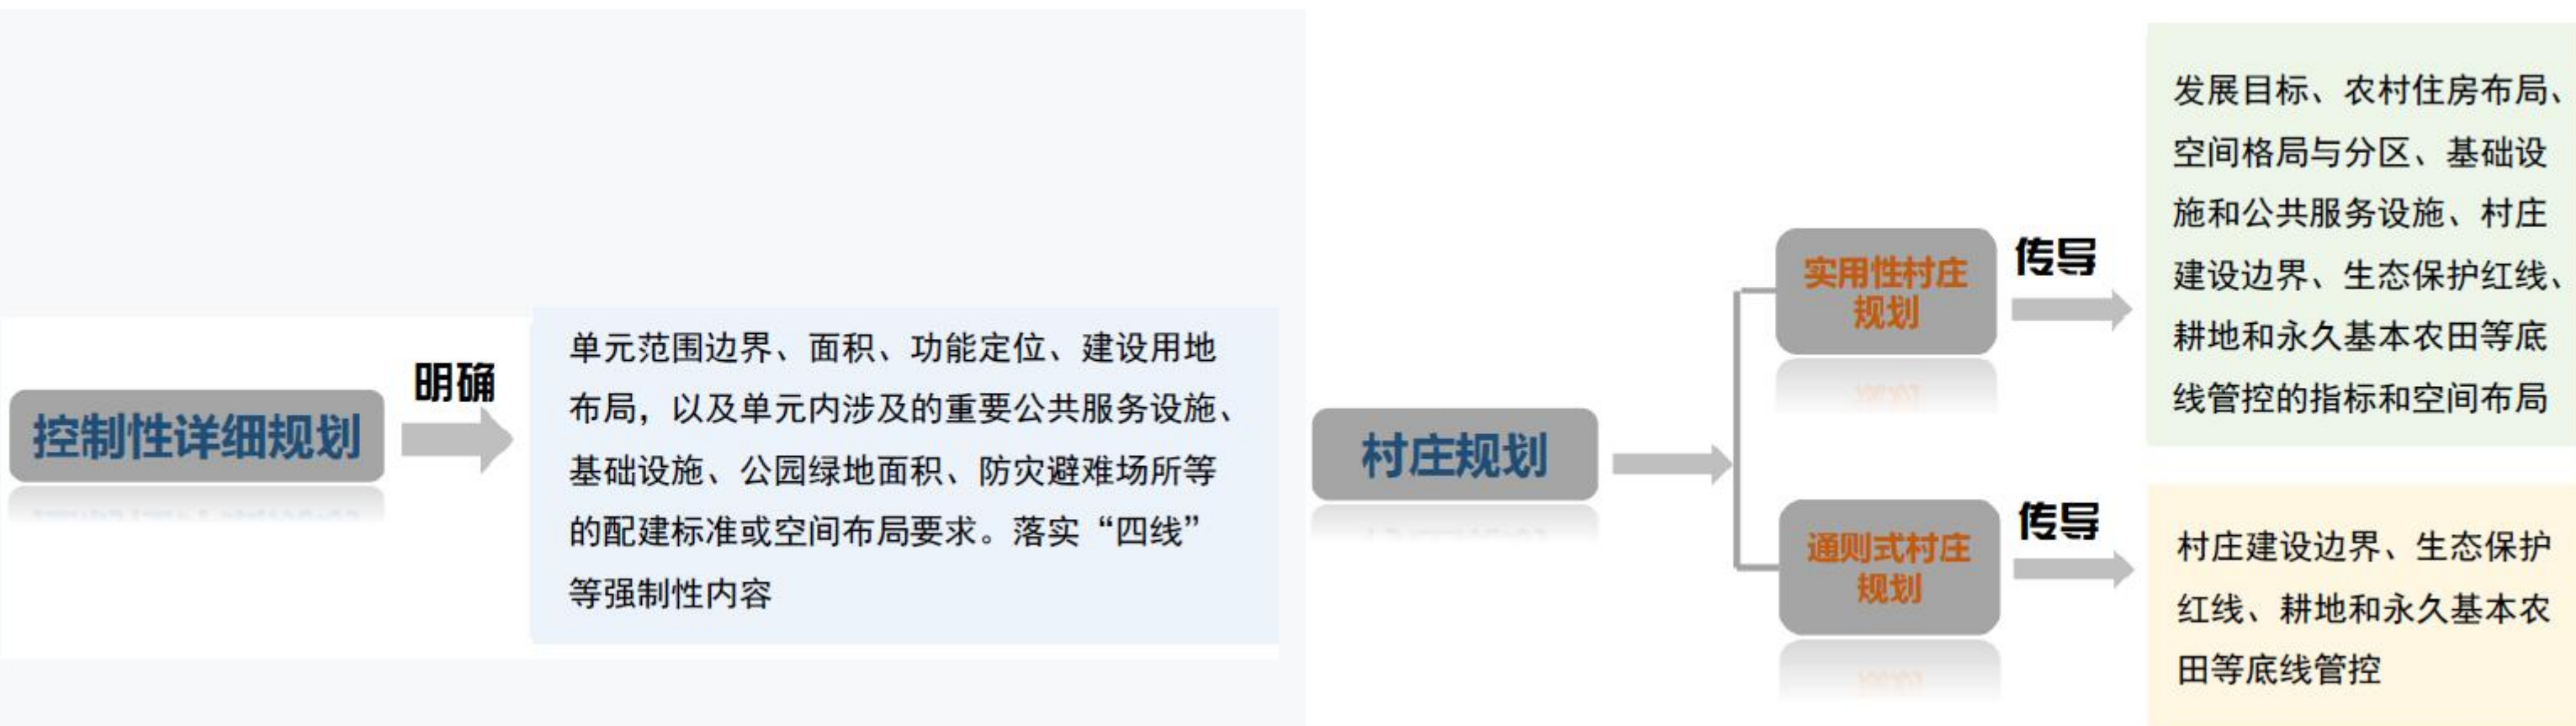 控制性详细规划
明确
单元范围边界、面积、功能定位、建设用地
布局，以及单元内涉及的重要公共服务设施、
基础设施、公园绿地面积、防灾避难场所等
的配建标准或空间布局要求。落实“四线”
等强制性内容
村庄规划
实用性村庄
规划
传导
发展目标、农村住房布局、
空间格局与分区、基础设
施和公共服务设施、村庄
建设边界、生态保护红线、
耕地和永久基本农田等底
线管控的指标和空间布局
通则式村庄
规划
传导
村庄建设边界、生态保护
红线、耕地和永久基本农
田等底线管控